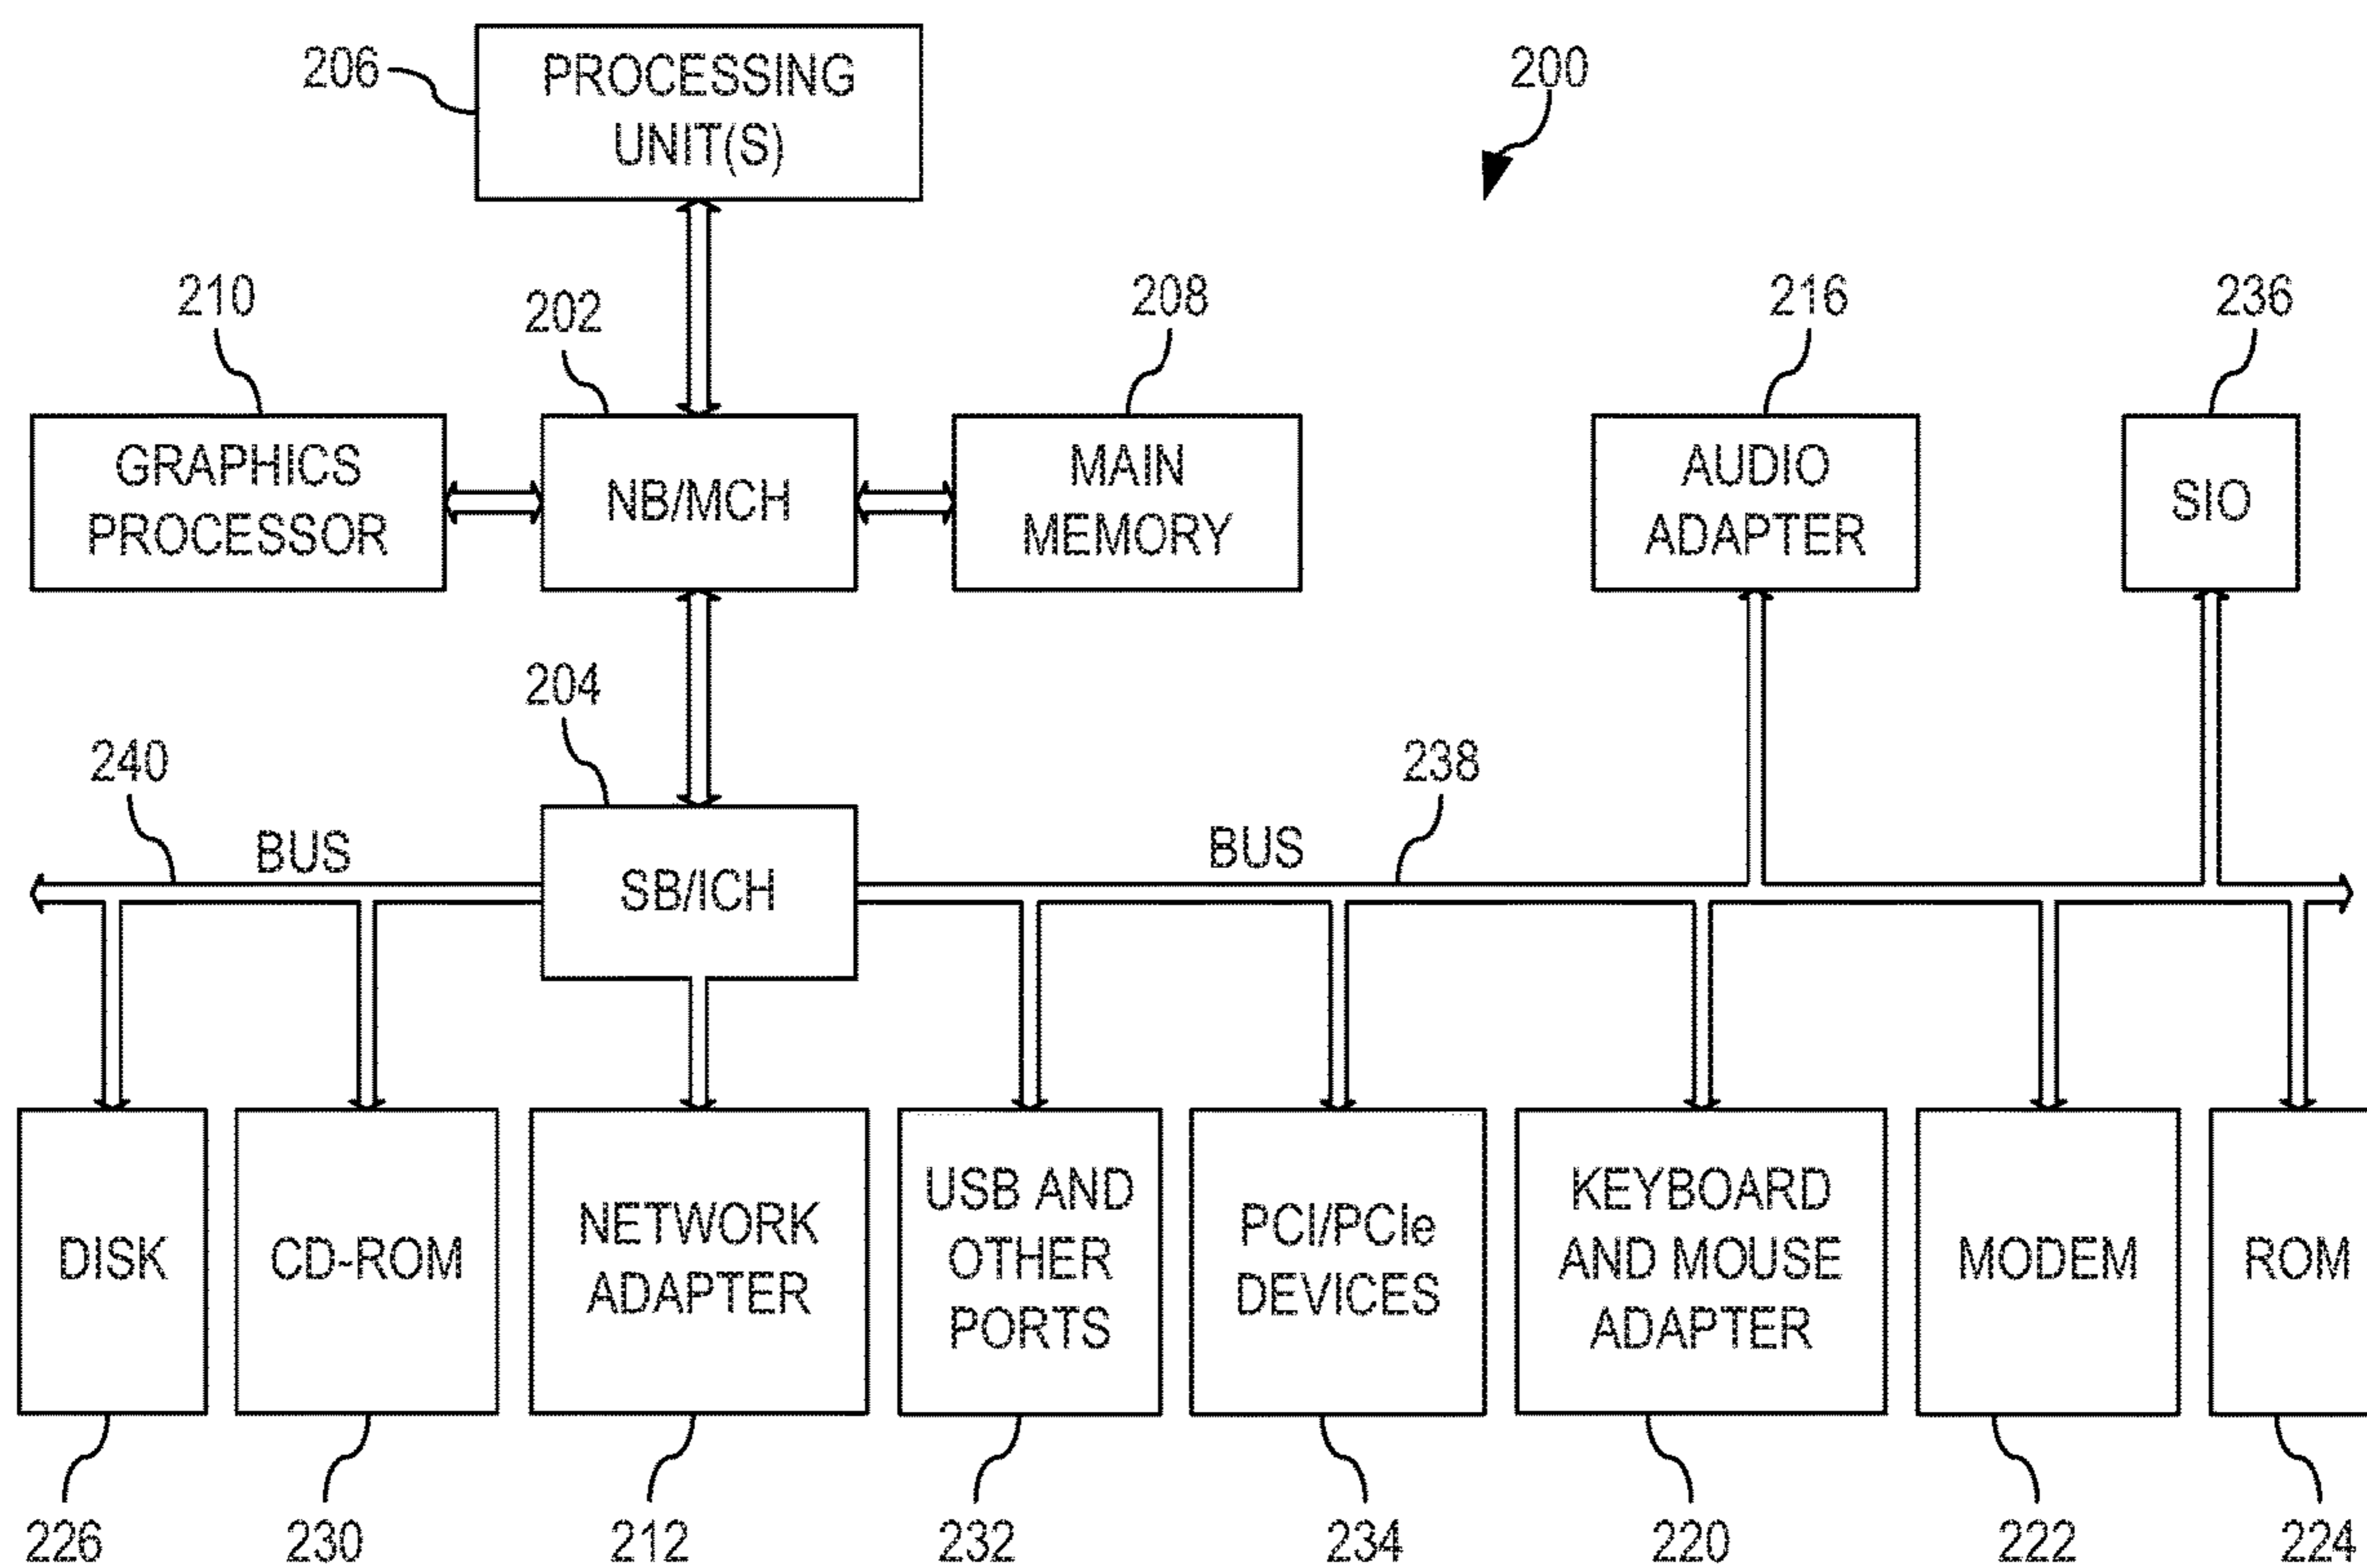 206
PROCESSING
UNIT(S)
200
210
202
208
216
236
GRAPHICS
PROCESSOR
NB/MCH
MAIN
MEMORY
AUDIO
ADAPTER
SIO
204
240
238
BUS
BUS
SB/ICH
DISK
CD-ROM
NETWORK
ADAPTER
USB AND
OTHER
PORTS
PCI/PCIe
DEVICES
KEYBOARD
AND MOUSE
ADAPTER
MODEM
ROM
226
230
212
232
234
220
222
224